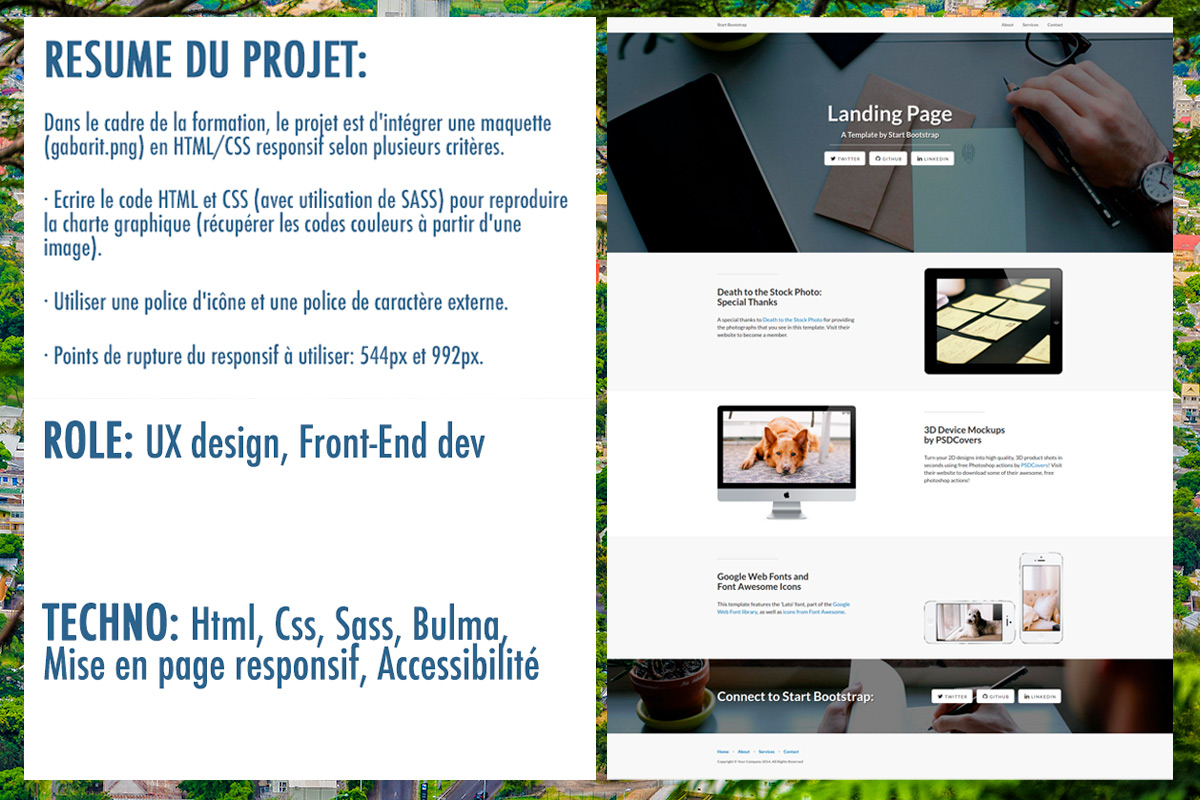 RESUME DU PROJET:
Dans le cadre de la formation, le projet est d'intégrer une maquette
(gabarit.png) en HTML/CSS responsif selon plusieurs critères.
· Ecrire le code HTML et CSS (avec utilisation de SASS) pour reproduire
la charte graphique (récupérer les codes couleurs à partir d'une
image).
· Utiliser une police d'icône et une police de caractère externe.
· Points de rupture du responsif à utiliser: 544px et 992px.
ROLE: UX design, Front-End dev
TECHNO: Html, Css, Sass, Bulma,
Mise en page responsif, Accessibilité
Start Bootstrap
About Services Contact
Landing Page
A Template by Start Bootstrap
TWITTER GITHUB LINKEDIN
Death to the Stock Photo:
Special Thanks
A special thanks to Death to the Stock Photo for providing
the photographs that you see in this template. Visit their
website to become a member.
3D Device Mockups
by PSDCovers
Turn your 2D designs into high quality, 3D product shots in
seconds using free Photoshop actions by PSDCovers! Visit
their website to download some of their awesome, free
photoshop actions!
Google Web Fonts and
Font Awesome Icons
This template features the 'Lato' font, part of the Google
Web Font library, as well as icons from Font Awesome.
Connect to Start Bootstrap:
TWITTER GITHUB LINKEDIN
Home · About · Services · Contact
Copyright © Your Company 2014. All Rights Reserved